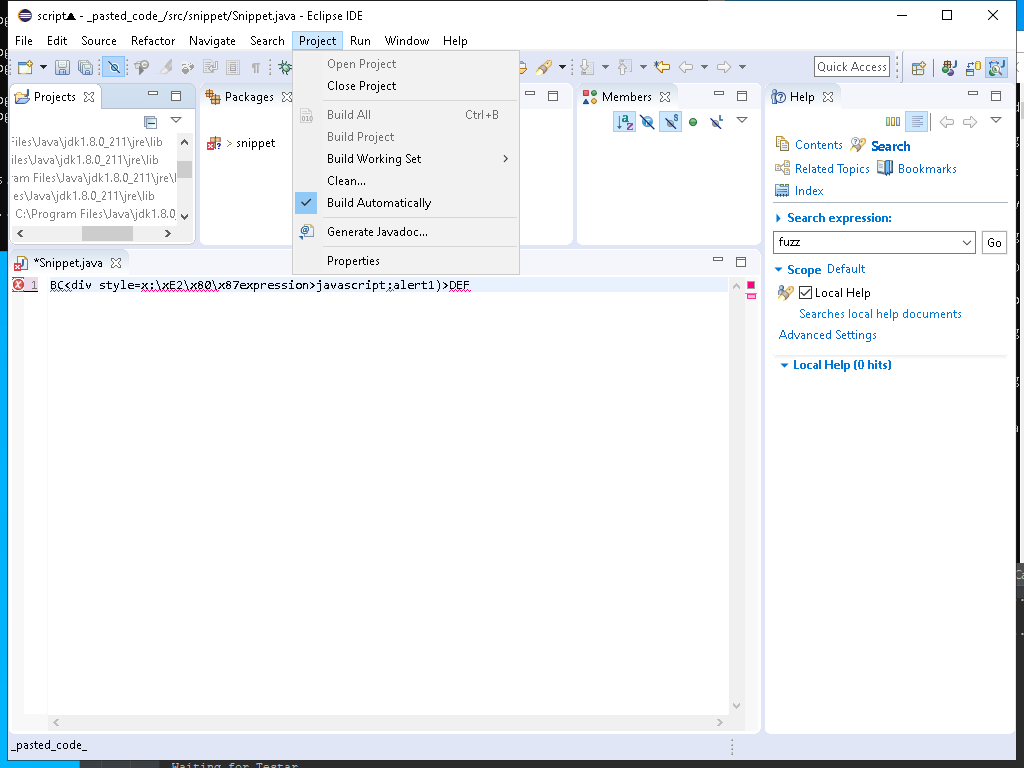 script▲ - _pasted_code_/src/snippet/Snippet.java - Eclipse IDE
File Edit Source Refactor Navigate Search Project Run Window Help
Quick Access
Projects
Packages
Members
Help
Open Project
Close Project
Build All Ctrl+B
Build Project
Build Working Set
Clean...
Build Automatically
Generate Javadoc...
Properties
Files\Java\jdk1.8.0_211\jre\lib
iles\Java\jdk1.8.0_211\jre\lib
ram Files\Java\jdk1.8.0_211\jre\l
es\Java\jdk1.8.0_211\jre\lib
C:\Program Files\Java\jdk1.8.0
> snippet
Contents Search
Related Topics Bookmarks
Index
Search expression:
fuzz Go
Scope Default
Local Help
Searches local help documents
Advanced Settings
Local Help (0 hits)
*Snippet.java
1 BC<div style=x:\xE2\x80\x87expression>javascript;alert1)>DEF
_pasted_code_
Waiting for Testar